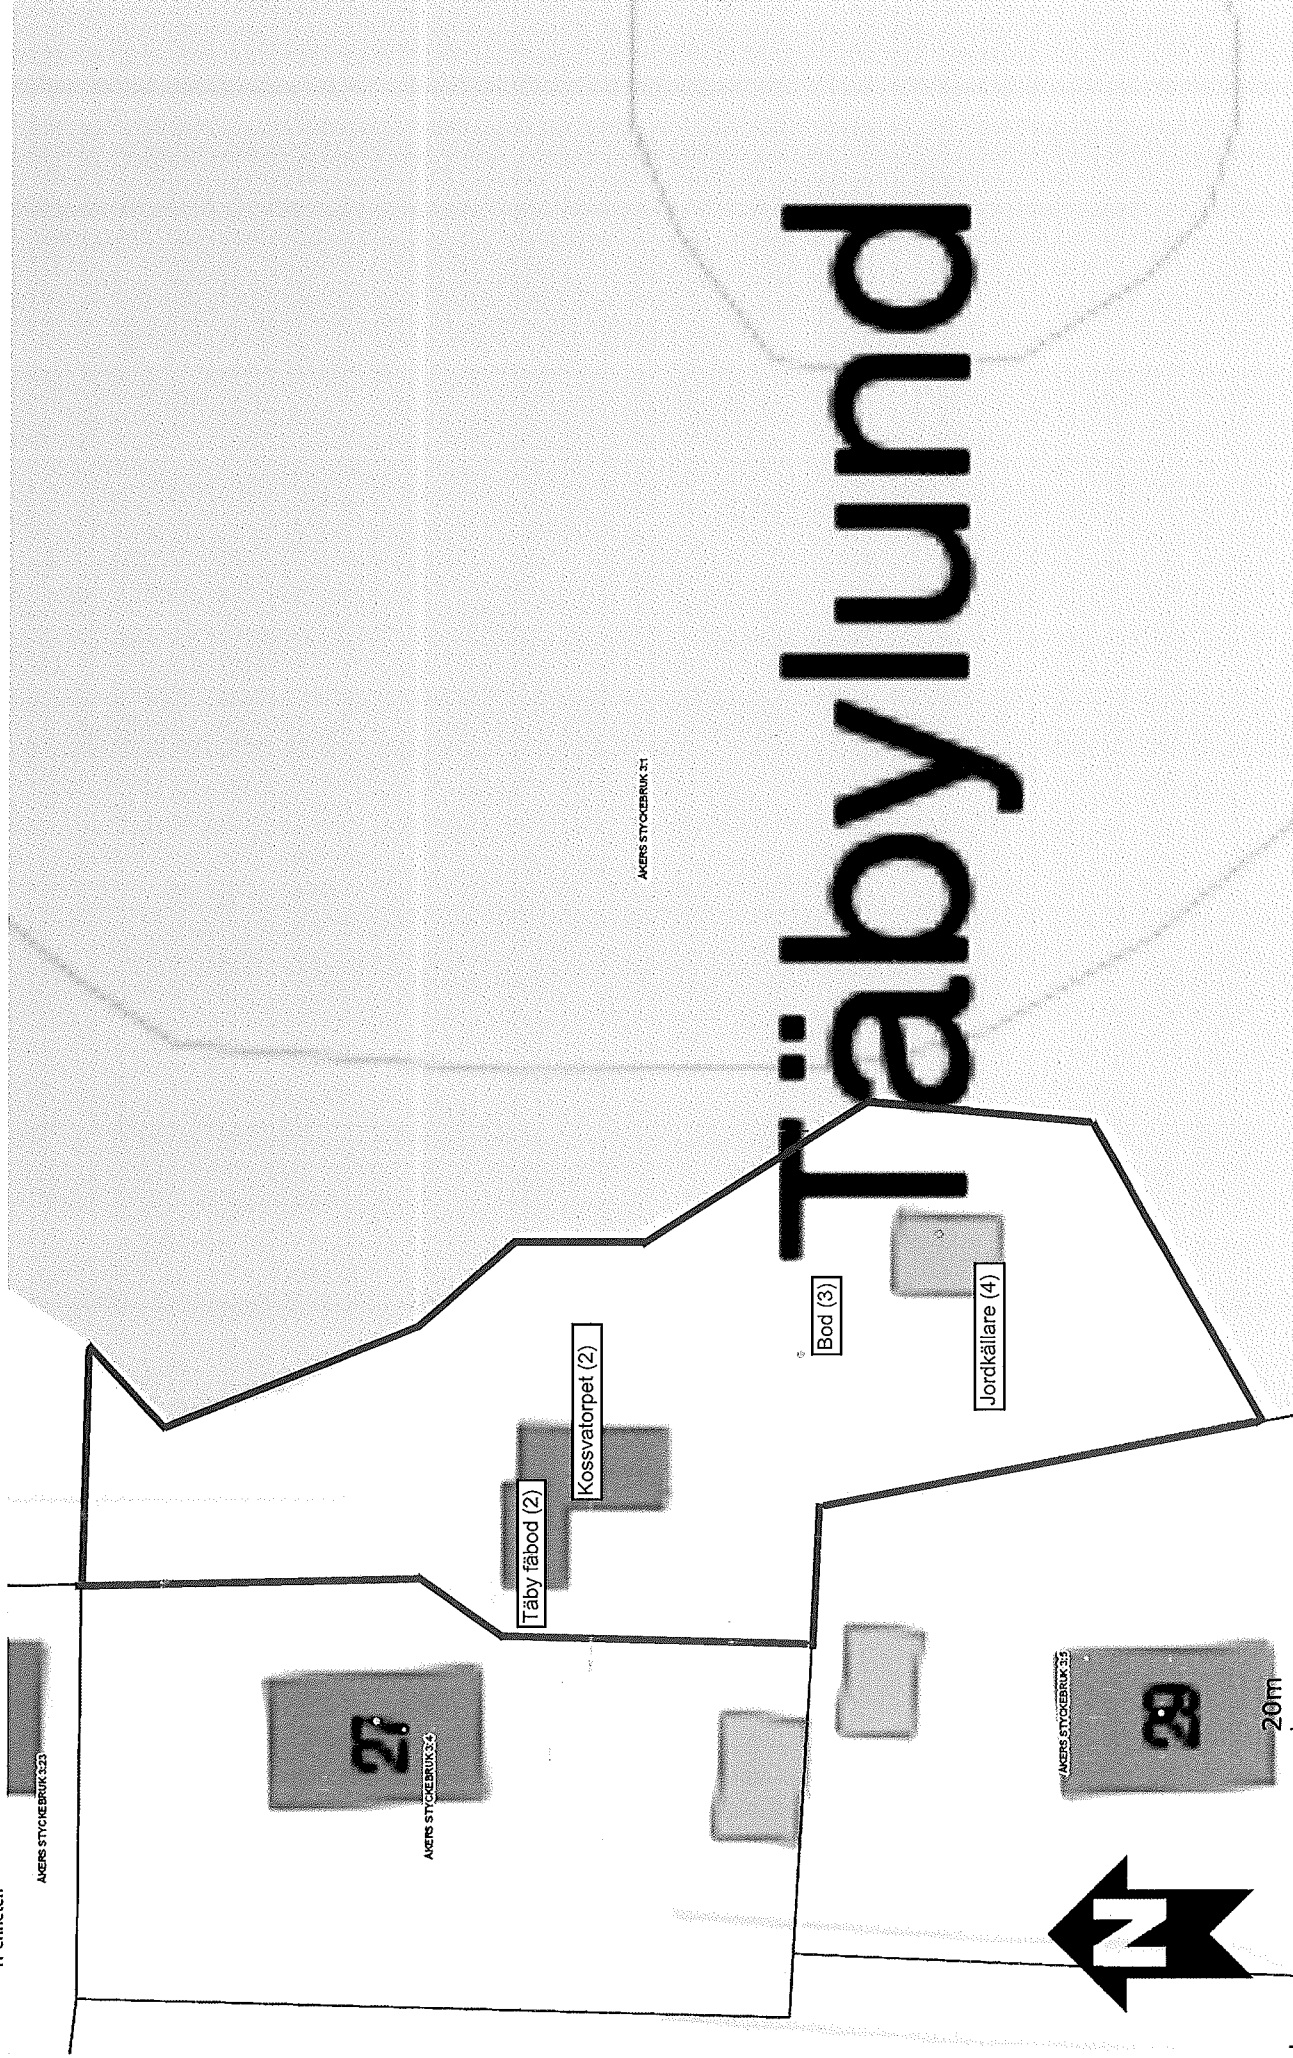 Täbylund
ÅKERS STYCKEBRUK 3:1
Täby fäbod (2)
Kossvatorpet (2)
Bod (3)
Jordkällare (4)
ÅKERS STYCKEBRUK 3:23
27
ÅKERS STYCKEBRUK 3:4
ÅKERS STYCKEBRUK 3:5
29
20m
N